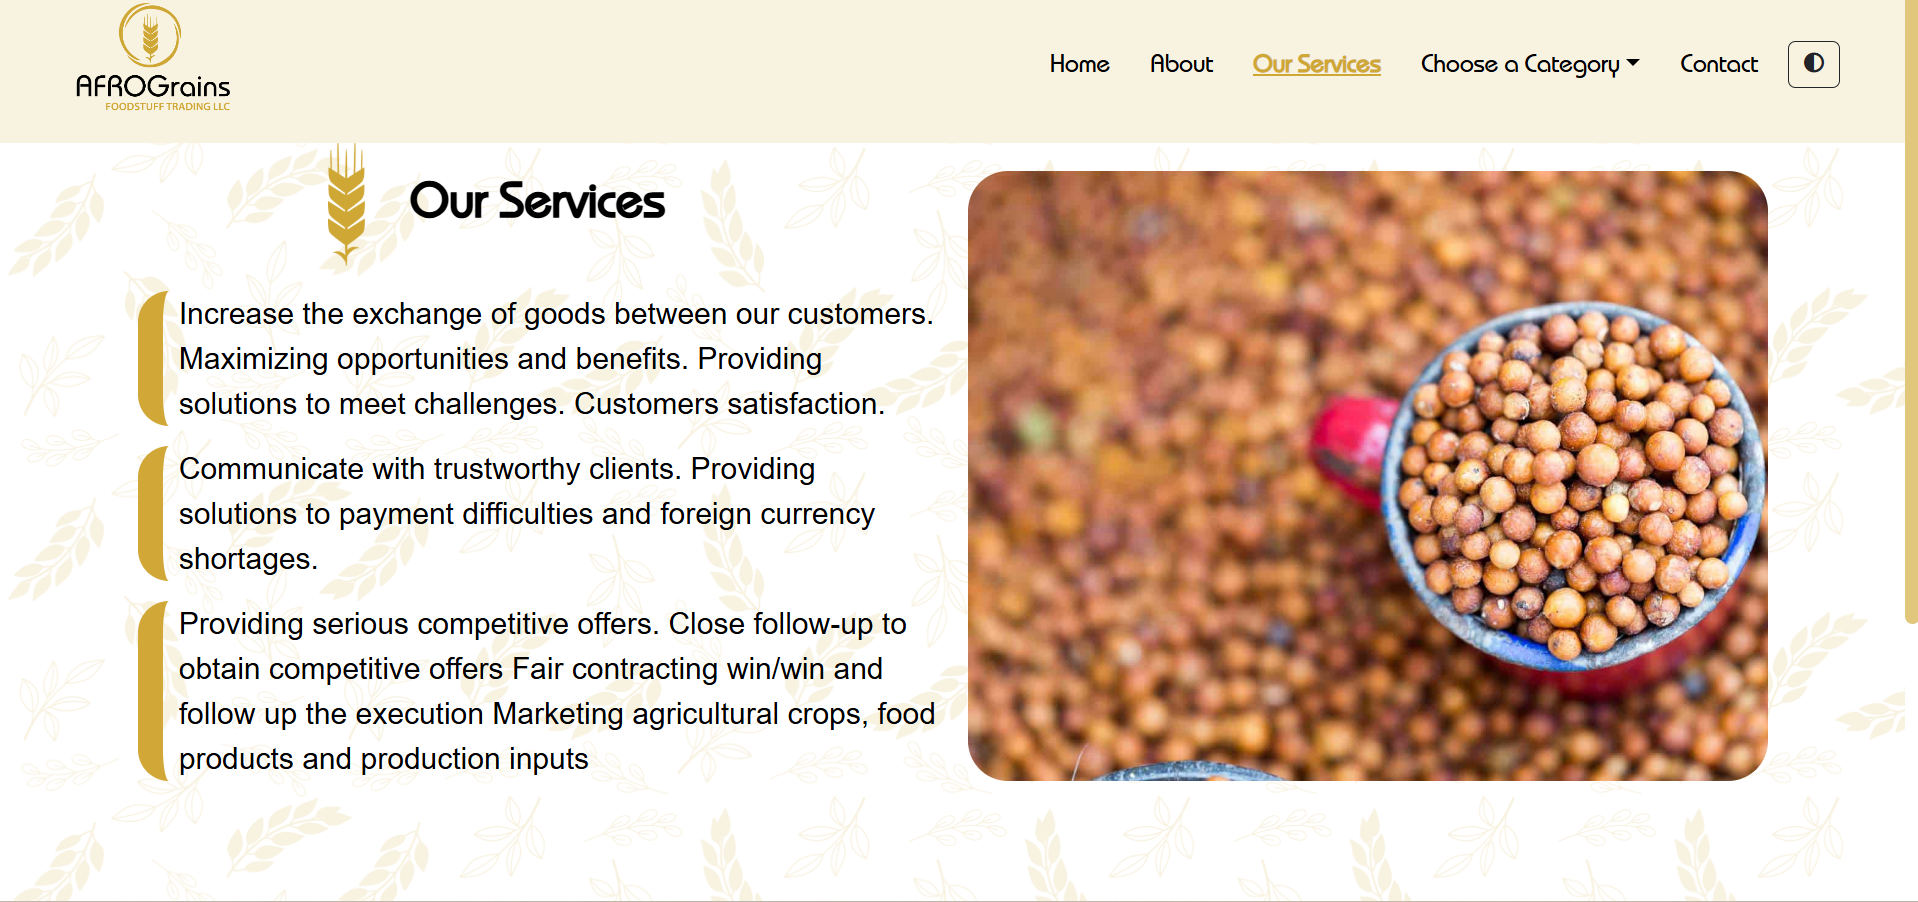 AFROGrains
FOODSTUFF TRADING LLC
Home
About
Our Services
Choose a Category
Contact
Our Services
Increase the exchange of goods between our customers.
Maximizing opportunities and benefits. Providing
solutions to meet challenges. Customers satisfaction.
Communicate with trustworthy clients. Providing
solutions to payment difficulties and foreign currency
shortages.
Providing serious competitive offers. Close follow-up to
obtain competitive offers Fair contracting win/win and
follow up the execution Marketing agricultural crops, food
products and production inputs